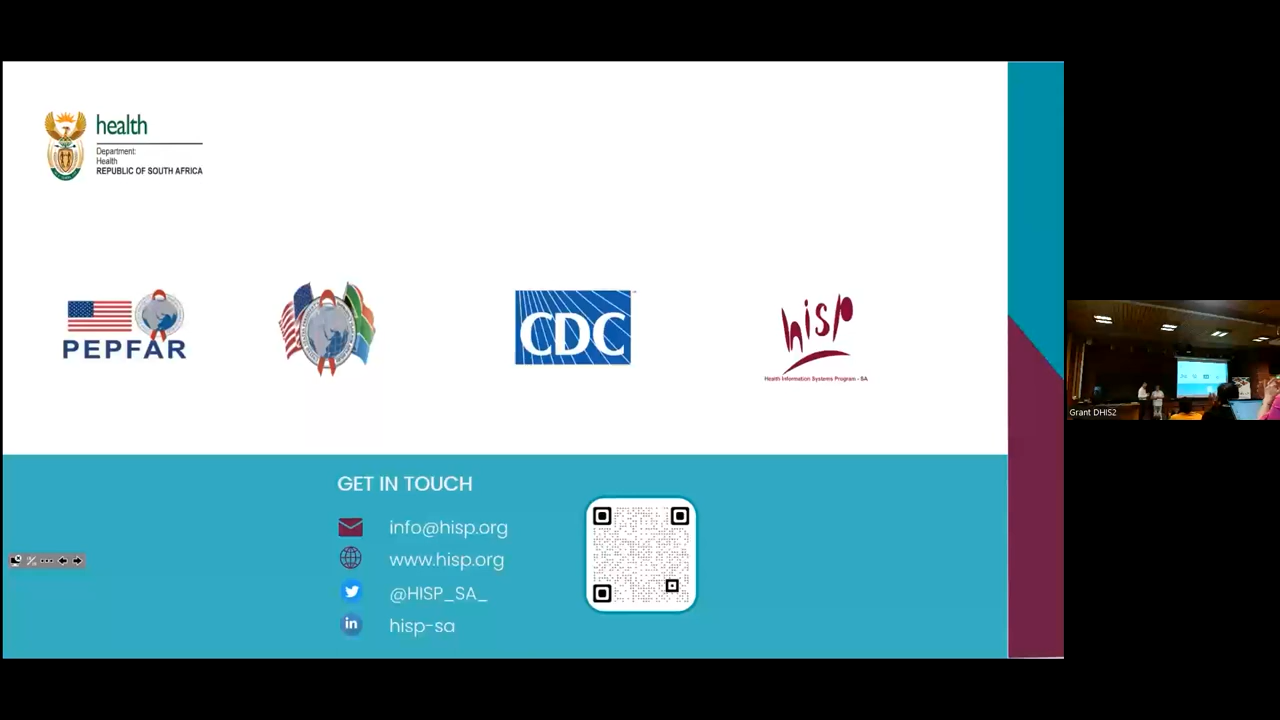 health
Department:
Health
REPUBLIC OF SOUTH AFRICA
PEPFAR
CDC
hisp
Health Information Systems Program - SA
GET IN TOUCH
info@hisp.org
www.hisp.org
@HISP_SA_
in
hisp-sa
Grant DHIS2